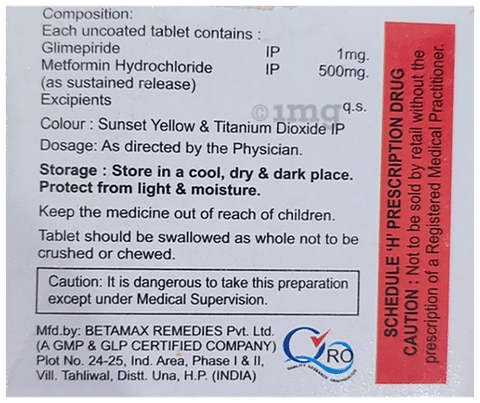 Composition:
Each uncoated tablet contains :
Glimepiride IP 1mg.
Metformin Hydrochloride IP 500mg.
(as sustained release)
Excipients q.s.
1mg
Colour : Sunset Yellow & Titanium Dioxide IP
Dosage: As directed by the Physician.
Storage : Store in a cool, dry & dark place.
Protect from light & moisture.
Keep the medicine out of reach of children.
Tablet should be swallowed as whole not to be
crushed or chewed.
Caution: It is dangerous to take this preparation
except under Medical Supervision.
Mfd.by: BETAMAX REMEDIES Pvt. Ltd.
(A GMP & GLP CERTIFIED COMPANY)
Plot No. 24-25, Ind. Area, Phase I & II,
Vill. Tahliwal, Distt. Una, H.P. (INDIA)
QRO
SCHEDULE 'H' PRESCRIPTION DRUG
CAUTION : Not to be sold by retail without the
prescription of a Registered Medical Practitioner.